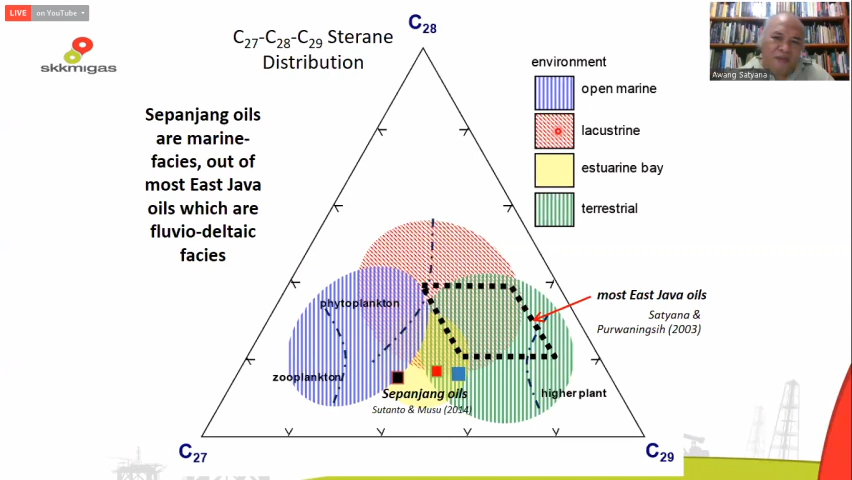 LIVE on YouTube
skkmigas
C27-C28-C29 Sterane
Distribution
Sepanjang oils
are marine-
facies, out of
most East Java
oils which are
fluvio-deltaic
facies
C28
environment
open marine
lacustrine
estuarine bay
terrestrial
Awang Satyana
phytoplankton
zooplankton/
most East Java oils
Satyana &
Purwaningsih (2003)
higher plant
Sepanjang oils
Sutanto & Musu (2014)
C27
C29